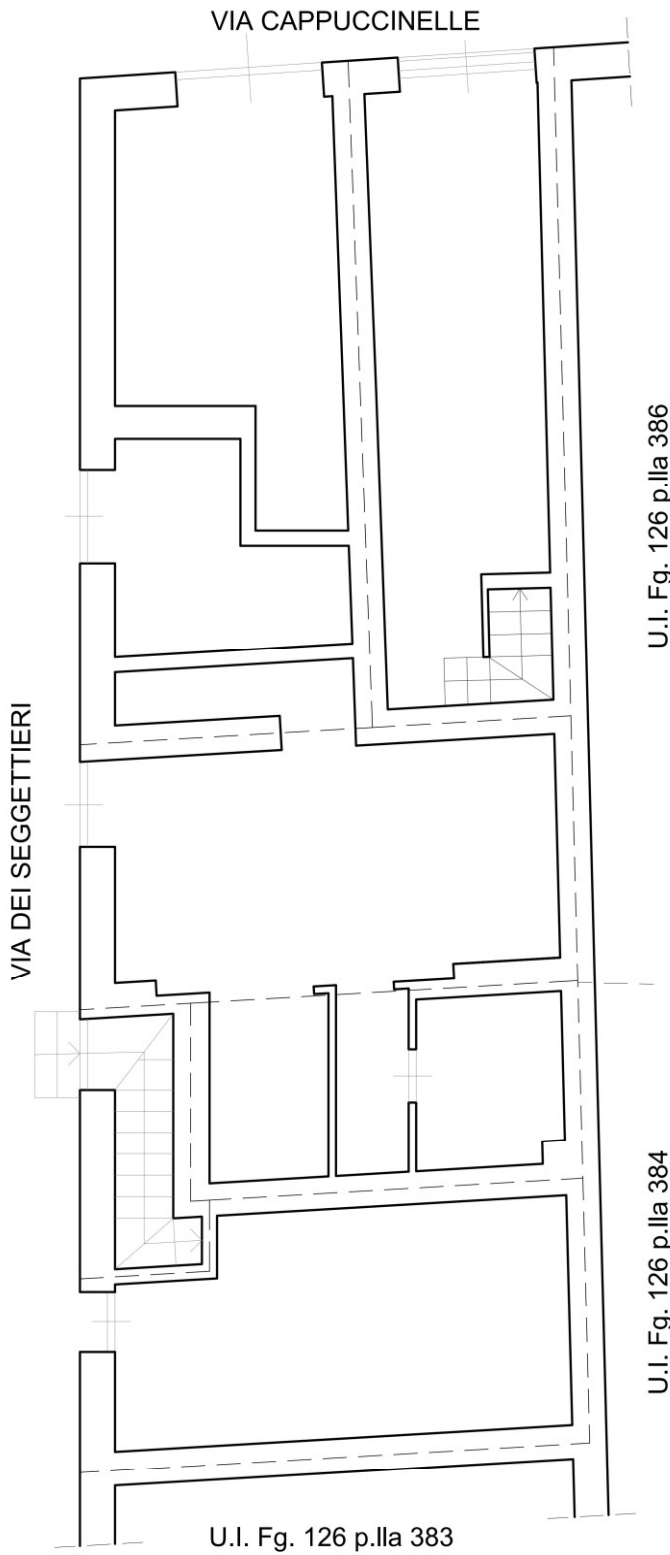 VIA CAPPUCCINELLE
U.I. Fg. 126 p.lla 386
VIA DEI SEGGETTIERI
U.I. Fg. 126 p.lla 384
U.I. Fg. 126 p.lla 383